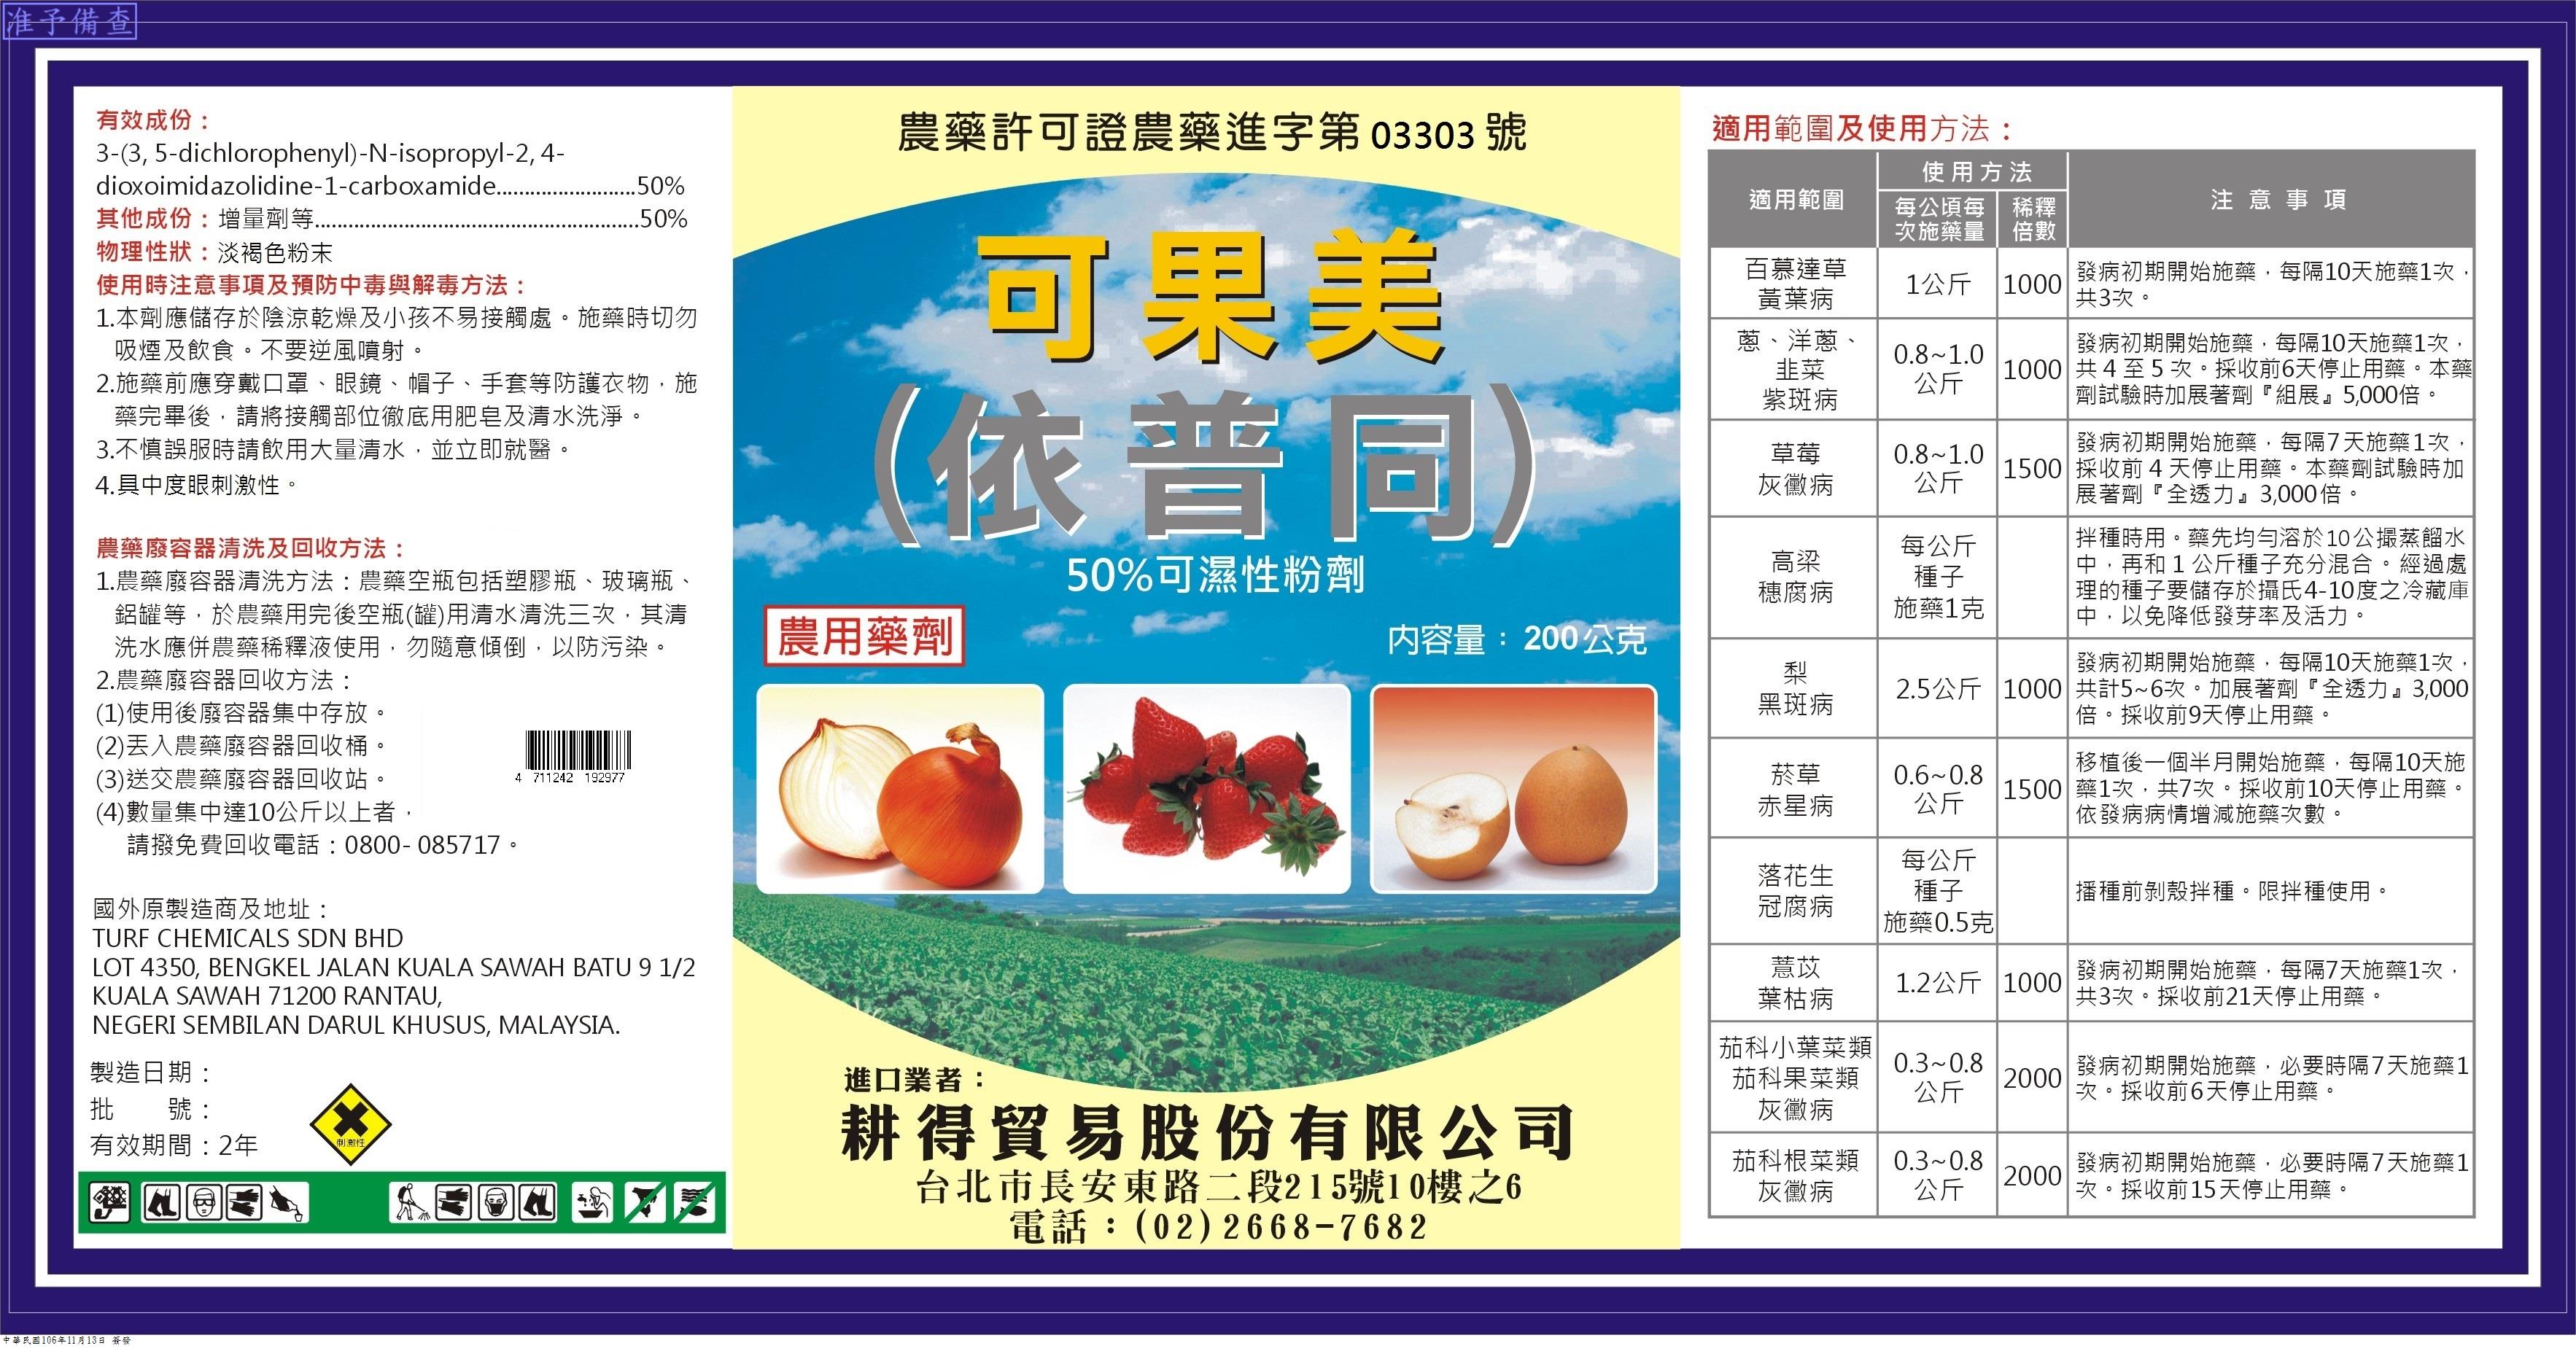 准予備查
有效成份：
3-(3, 5-dichlorophenyl)-N-isopropyl-2, 4-
dioxoimidazolidine-1-carboxamide.........................50%
其他成份：增量劑等..........................................................50%
物理性狀：淡褐色粉末
使用時注意事項及預防中毒與解毒方法：
1.本劑應儲存於陰涼乾燥及小孩不易接觸處。施藥時切勿
吸煙及飲食。不要逆風噴射。
2.施藥前應穿戴口罩、眼鏡、帽子、手套等防護衣物，施
藥完畢後，請將接觸部位徹底用肥皂及清水洗淨。
3.不慎誤服時請飲用大量清水，並立即就醫。
4.具中度眼刺激性。
農藥廢容器清洗及回收方法：
1.農藥廢容器清洗方法：農藥空瓶包括塑膠瓶、玻璃瓶、
鋁罐等，於農藥用完後空瓶(罐)用清水清洗三次，其清
洗水應併農藥稀釋液使用，勿隨意傾倒，以防污染。
2.農藥廢容器回收方法：
(1)使用後廢容器集中存放。
(2)丟入農藥廢容器回收桶。
(3)送交農藥廢容器回收站。
(4)數量集中達10公斤以上者，
請撥免費回收電話：0800- 085717。
4 711242 192977
國外原製造商及地址：
TURF CHEMICALS SDN BHD
LOT 4350, BENGKEL JALAN KUALA SAWAH BATU 9 1/2
KUALA SAWAH 71200 RANTAU,
NEGERI SEMBILAN DARUL KHUSUS, MALAYSIA.
製造日期：
批　　號：
有效期間：2年
刺激性
農藥許可證農藥進字第 03303 號
可果美
(依普同)
50%可濕性粉劑
農用藥劑
內容量：200公克
進口業者：
耕得貿易股份有限公司
台北市長安東路二段215號10樓之6
電話：(02)2668-7682
適用範圍及使用方法：
適用範圍
使用方法
每公頃每
次施藥量
稀釋
倍數
注意事項
百慕達草
黃葉病
1公斤
1000
發病初期開始施藥，每隔10天施藥1次，
共3次。
蔥、洋蔥、
韭菜
紫斑病
0.8~1.0
公斤
1000
發病初期開始施藥，每隔10天施藥1次，
共 4 至 5 次。採收前6天停止用藥。本藥
劑試驗時加展著劑『組展』5,000倍。
草莓
灰黴病
0.8~1.0
公斤
1500
發病初期開始施藥，每隔7天施藥1次，
採收前 4 天停止用藥。本藥劑試驗時加
展著劑『全透力』3,000倍。
高梁
穗腐病
每公斤
種子
施藥1克
拌種時用。藥先均勻溶於10公撮蒸餾水
中，再和 1 公斤種子充分混合。經過處
理的種子要儲存於攝氏4-10度之冷藏庫
中，以免降低發芽率及活力。
梨
黑斑病
2.5公斤
1000
發病初期開始施藥，每隔10天施藥1次，
共計5~6次。加展著劑『全透力』3,000
倍。採收前9天停止用藥。
菸草
赤星病
0.6~0.8
公斤
1500
移植後一個半月開始施藥，每隔10天施
藥1次，共7次。採收前10天停止用藥。
依發病病情增減施藥次數。
落花生
冠腐病
每公斤
種子
施藥0.5克
播種前剝殼拌種。限拌種使用。
薏苡
葉枯病
1.2公斤
1000
發病初期開始施藥，每隔7天施藥1次，
共3次。採收前21天停止用藥。
茄科小葉菜類
茄科果菜類
灰黴病
0.3~0.8
公斤
2000
發病初期開始施藥，必要時隔7天施藥1
次。採收前6天停止用藥。
茄科根菜類
灰黴病
0.3~0.8
公斤
2000
發病初期開始施藥，必要時隔7天施藥1
次。採收前15天停止用藥。
中華民國106年11月13日 簽發